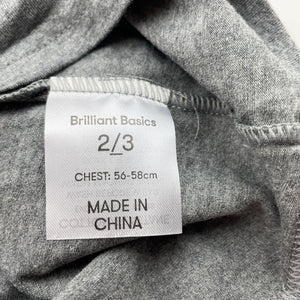 Brilliant Basics
2/3
CHEST: 56-58cm
MADE IN
CHINA